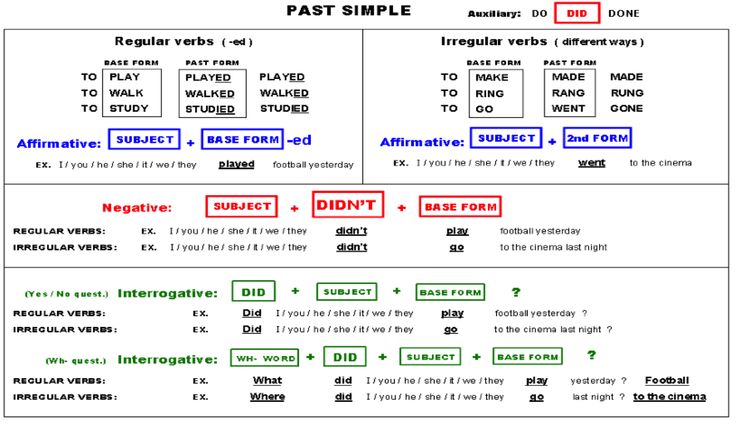 PAST SIMPLE Auxiliary: DO DID DONE
Regular verbs ( -ed)
BASE FORM PAST FORM
TO PLAY PLAYED PLAYED
TO WALK WALKED WALKED
TO STUDY STUDIED STUDIED
Affirmative: SUBJECT + BASE FORM -ed
EX. I / you / he / she / it / we / they played football yesterday
Irregular verbs ( different ways)
BASE FORM PAST FORM
TO MAKE MADE MADE
TO RING RANG RUNG
TO GO WENT GONE
Affirmative: SUBJECT + 2nd FORM
EX. I / you / he / she / it / we / they went to the cinema
Negative: SUBJECT + DIDN'T + BASE FORM
REGULAR VERBS: EX. I / you / he / she / it / we / they didn't play football yesterday
IRREGULAR VERBS: EX. I / you / he / she / it / we / they didn't go to the cinema last night
(Yes / No quest.) Interrogative: DID + SUBJECT + BASE FORM ?
REGULAR VERBS: EX. Did I / you / he / she / it / we / they play football yesterday ?
IRREGULAR VERBS: EX. Did I / you / he / she / it / we / they go to the cinema last night ?
(Wh- quest.) Interrogative: WH- WORD + DID + SUBJECT + BASE FORM ?
REGULAR VERBS: EX. What did I / you / he / she / it / we / they play yesterday ? Football
IRREGULAR VERBS: EX. Where did I / you / he / she / it / we / they go last night ? to the cinema